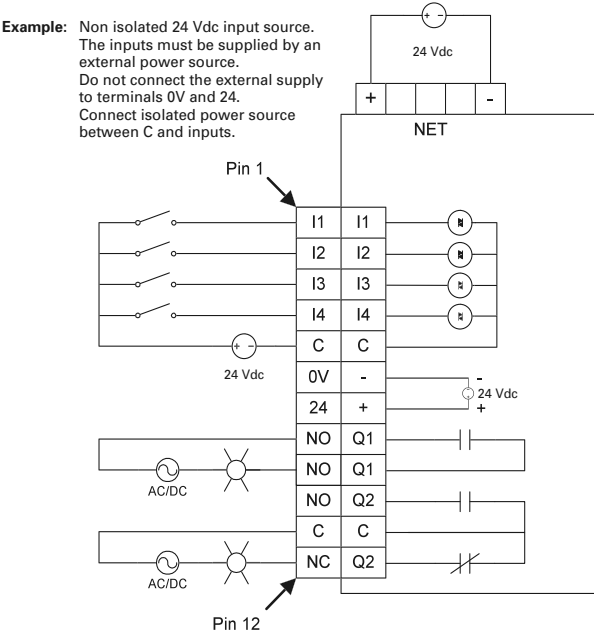 Example: Non isolated 24 Vdc input source.
The inputs must be supplied by an
external power source.
Do not connect the external supply
to terminals 0V and 24.
Connect isolated power source
between C and inputs.
+ -
24 Vdc
+ -
NET
Pin 1
I1 I1
I2 I2
I3 I3
I4 I4
+ -
C C
24 Vdc
0V - -
24 Vdc
24 + +
NO Q1
NO Q1
AC/DC
NO Q2
C C
NC Q2
AC/DC
Pin 12